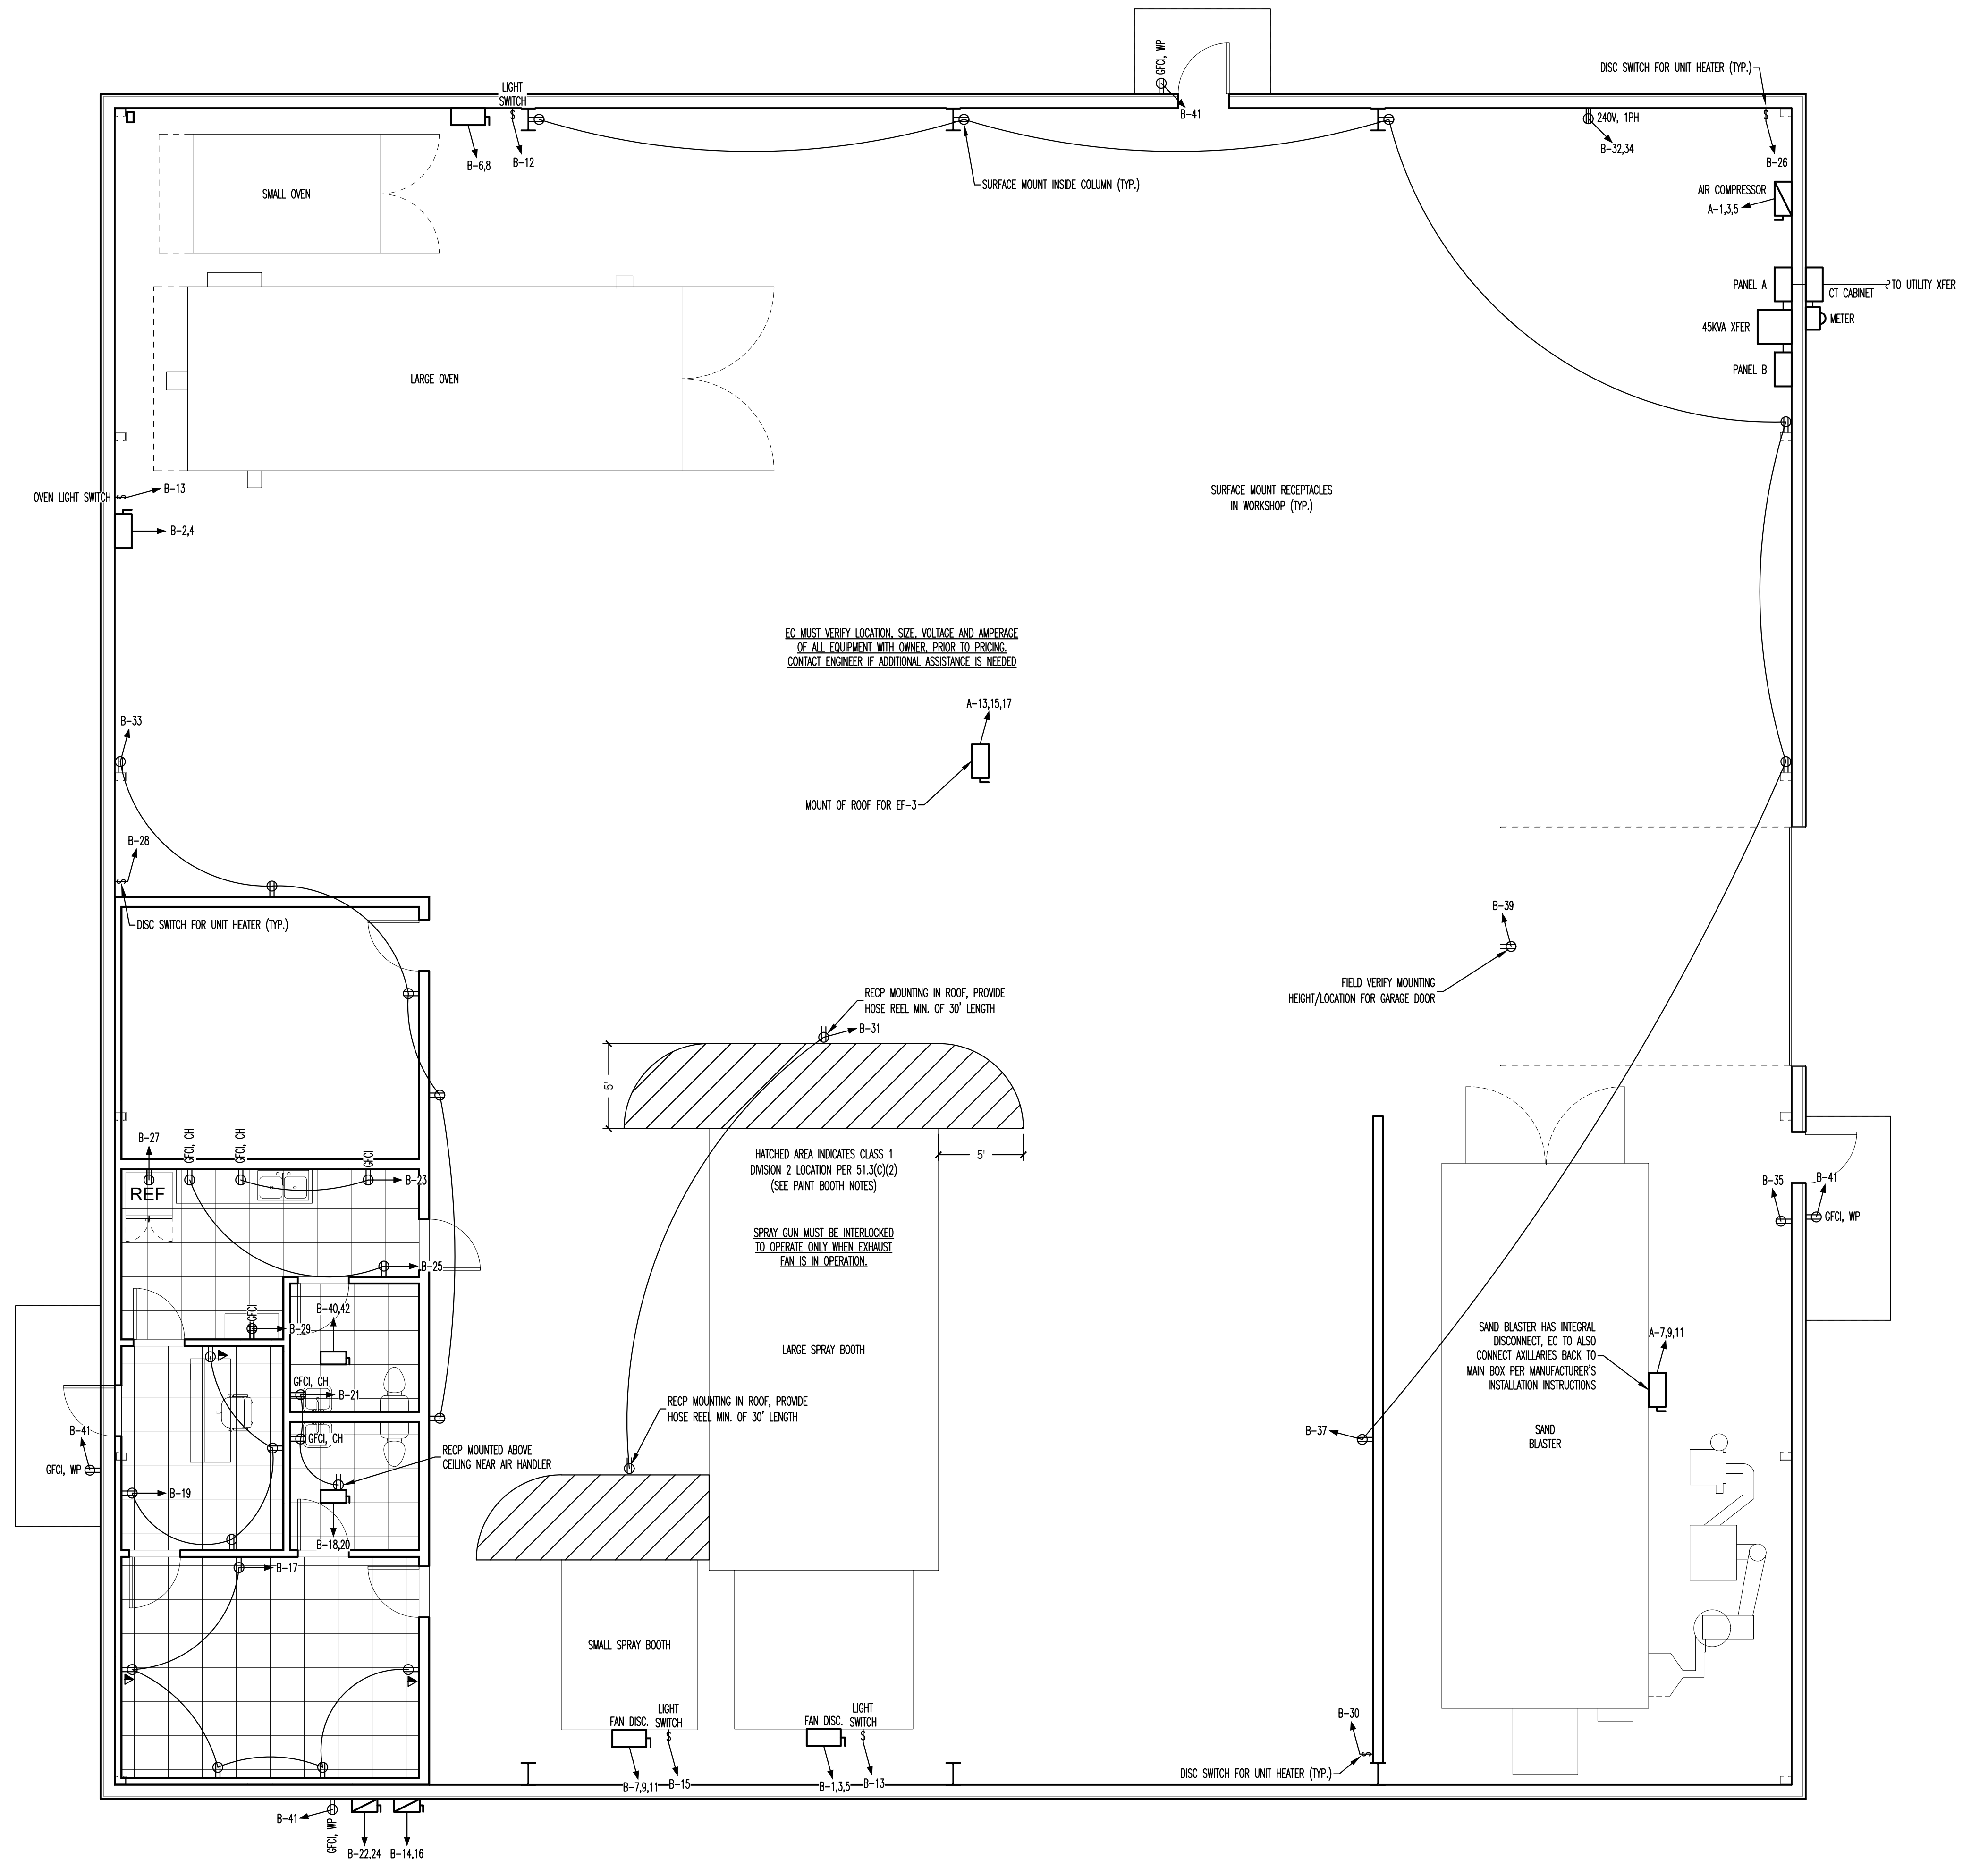 GFCI, WP
B-41
DISC SWITCH FOR UNIT HEATER (TYP.)
LIGHT
SWITCH
S
B-6,8
B-12
SURFACE MOUNT INSIDE COLUMN (TYP.)
240V, 1PH
B-32,34
S
B-26
SMALL OVEN
AIR COMPRESSOR
A-1,3,5
PANEL A
CT CABINET
TO UTILITY XFER
METER
45KVA XFER
PANEL B
LARGE OVEN
OVEN LIGHT SWITCH
S
B-13
B-2,4
SURFACE MOUNT RECEPTACLES
IN WORKSHOP (TYP.)
EC MUST VERIFY LOCATION, SIZE, VOLTAGE AND AMPERAGE
OF ALL EQUIPMENT WITH OWNER, PRIOR TO PRICING.
CONTACT ENGINEER IF ADDITIONAL ASSISTANCE IS NEEDED
A-13,15,17
MOUNT OF ROOF FOR EF-3
B-33
B-28
S
DISC SWITCH FOR UNIT HEATER (TYP.)
B-39
FIELD VERIFY MOUNTING
HEIGHT/LOCATION FOR GARAGE DOOR
RECP MOUNTING IN ROOF, PROVIDE
HOSE REEL MIN. OF 30' LENGTH
B-31
5'
5'
HATCHED AREA INDICATES CLASS 1
DIVISION 2 LOCATION PER 51.3(C)(2)
(SEE PAINT BOOTH NOTES)
SPRAY GUN MUST BE INTERLOCKED
TO OPERATE ONLY WHEN EXHAUST
FAN IS IN OPERATION.
B-27
GFCI, CH
GFCI, CH
GFCI
REF
B-23
B-25
B-35
B-41
GFCI, WP
GFCI
B-29
B-40,42
LARGE SPRAY BOOTH
SAND BLASTER HAS INTEGRAL
DISCONNECT, EC TO ALSO
CONNECT AXILLARIES BACK TO
MAIN BOX PER MANUFACTURER'S
INSTALLATION INSTRUCTIONS
A-7,9,11
GFCI, CH
B-21
GFCI, CH
RECP MOUNTING IN ROOF, PROVIDE
HOSE REEL MIN. OF 30' LENGTH
B-37
SAND
BLASTER
B-41
GFCI, WP
RECP MOUNTED ABOVE
CEILING NEAR AIR HANDLER
B-19
B-18,20
B-17
SMALL SPRAY BOOTH
FAN DISC.
LIGHT
SWITCH
S
FAN DISC.
LIGHT
SWITCH
S
B-7,9,11
B-15
B-1,3,5
B-13
B-30
S
DISC SWITCH FOR UNIT HEATER (TYP.)
B-41
GFCI, WP
B-22,24
B-14,16